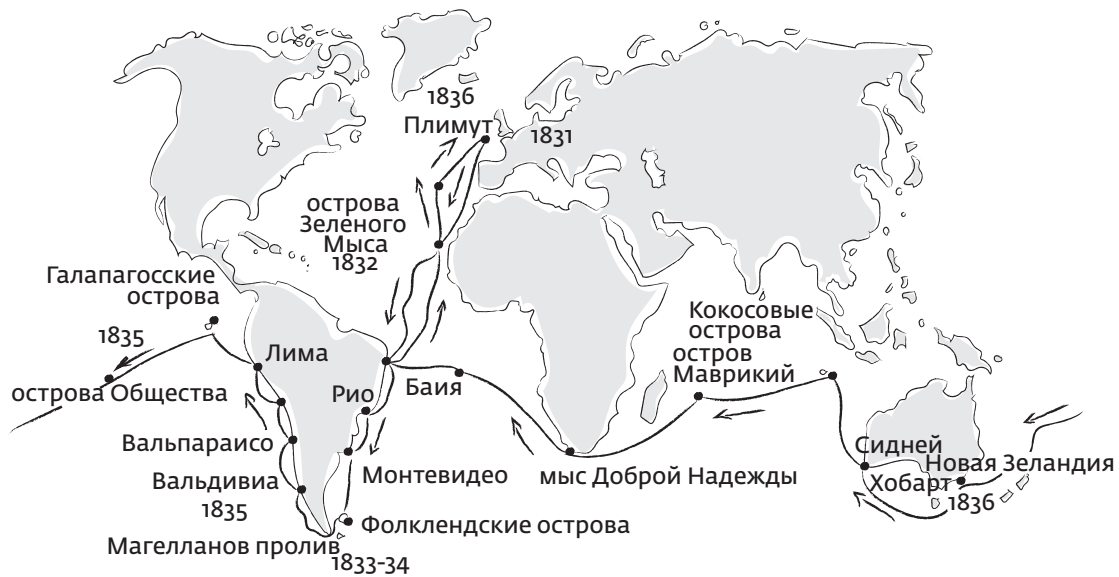 1836
Плимут
1831
острова
Зеленого
Мыса
1832
Галапагосские
острова
1835
острова Общества
Лима
Рио
Баия
Кокосовые
острова
остров
Маврикий
Вальпараисо
Вальдивиа
1835
Магелланов пролив
1833-34
Монтевидео
Фолклендские острова
мыс Доброй Надежды
Сидней
Новая Зеландия
Хобарт
1836